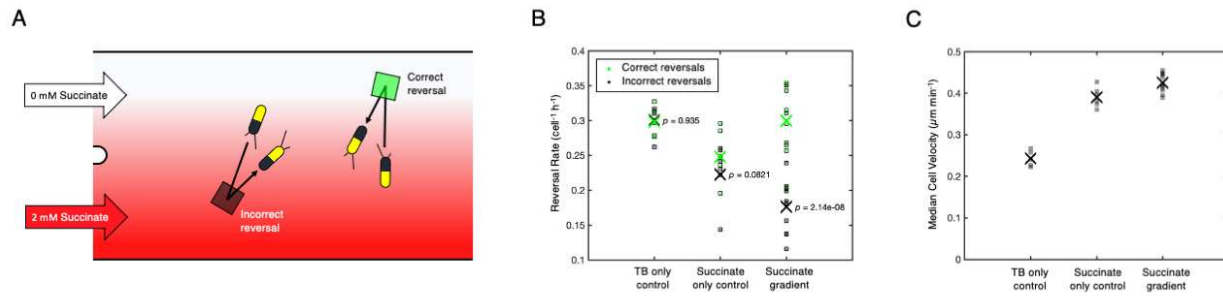 A
0 mM Succinate
2 mM Succinate
Correct
reversal
Incorrect
reversal
B
Reversal Rate (cell⁻¹ h⁻¹)
0.4
0.35
0.3
0.25
0.2
0.15
0.1
Correct reversals
Incorrect reversals
p = 0.935
p = 0.0821
p = 2.14e-08
TB only
control
Succinate
only control
Succinate
gradient
C
Median Cell Velocity (μm min⁻¹)
0.5
0.4
0.3
0.2
0.1
0
TB only
control
Succinate
only control
Succinate
gradient